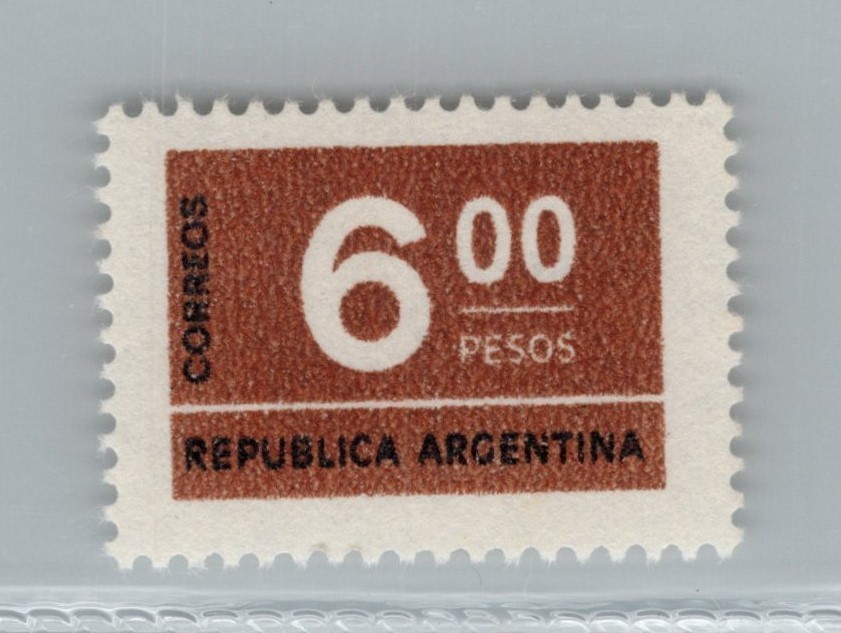 CORREOS
6 00
PESOS
REPUBLICA ARGENTINA